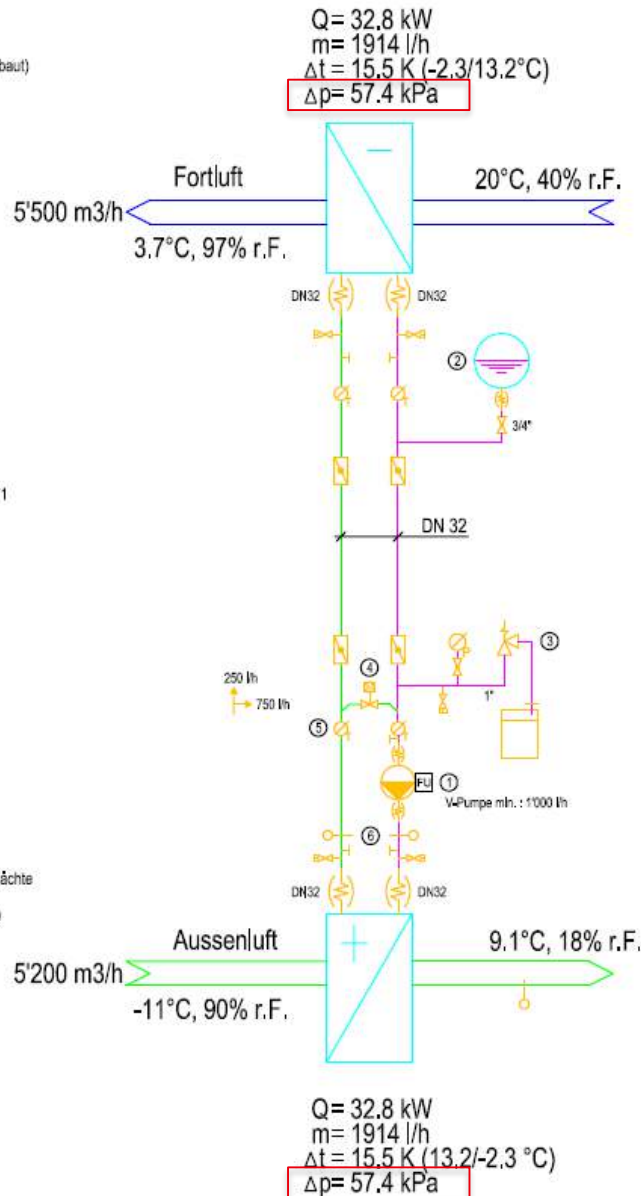 Q= 32.8 kW
m= 1914 l/h
baut)
Δt = 15.5 K (-2.3/13.2°C)
Δp= 57.4 kPa
Fortluft
20°C, 40% r.F.
5'500 m3/h
3.7°C, 97% r.F.
DN32
DN32
2
3/4"
1
DN 32
3
4
250 l/h
750 l/h
1"
5
FU
1
V-Pumpe min. : 1'000 l/h
6
ächte
DN32
DN32
)
Aussenluft
9.1°C, 18% r.F.
5'200 m3/h
-11°C, 90% r.F.
Q= 32.8 kW
m= 1914 l/h
Δt = 15.5 K (13.2/-2.3 °C)
Δp= 57.4 kPa